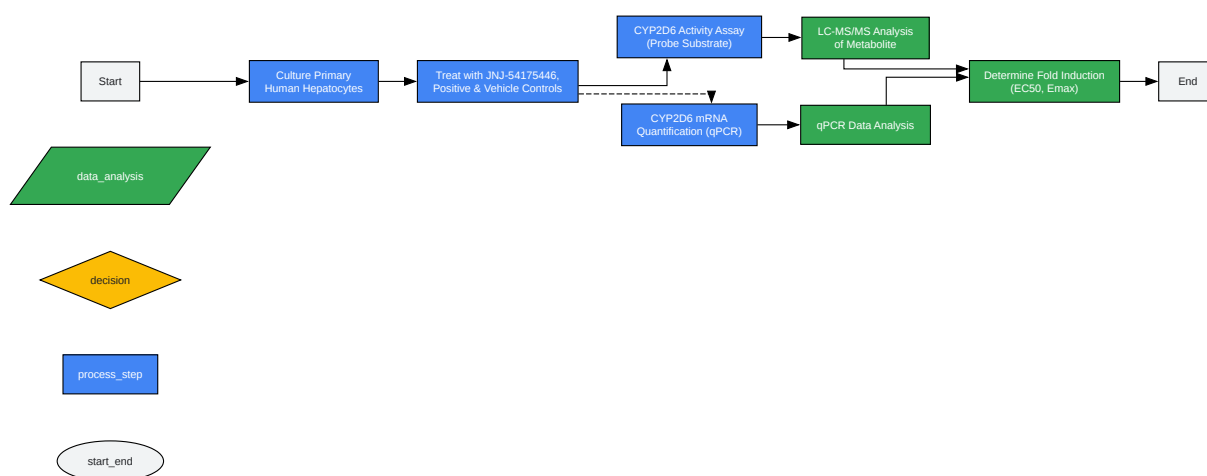 Start
Culture Primary
Human Hepatocytes
Treat with JNJ-54175446,
Positive & Vehicle Controls
CYP2D6 Activity Assay
(Probe Substrate)
LC-MS/MS Analysis
of Metabolite
CYP2D6 mRNA
Quantification (qPCR)
qPCR Data Analysis
Determine Fold Induction
(EC50, Emax)
End
data_analysis
decision
process_step
start_end